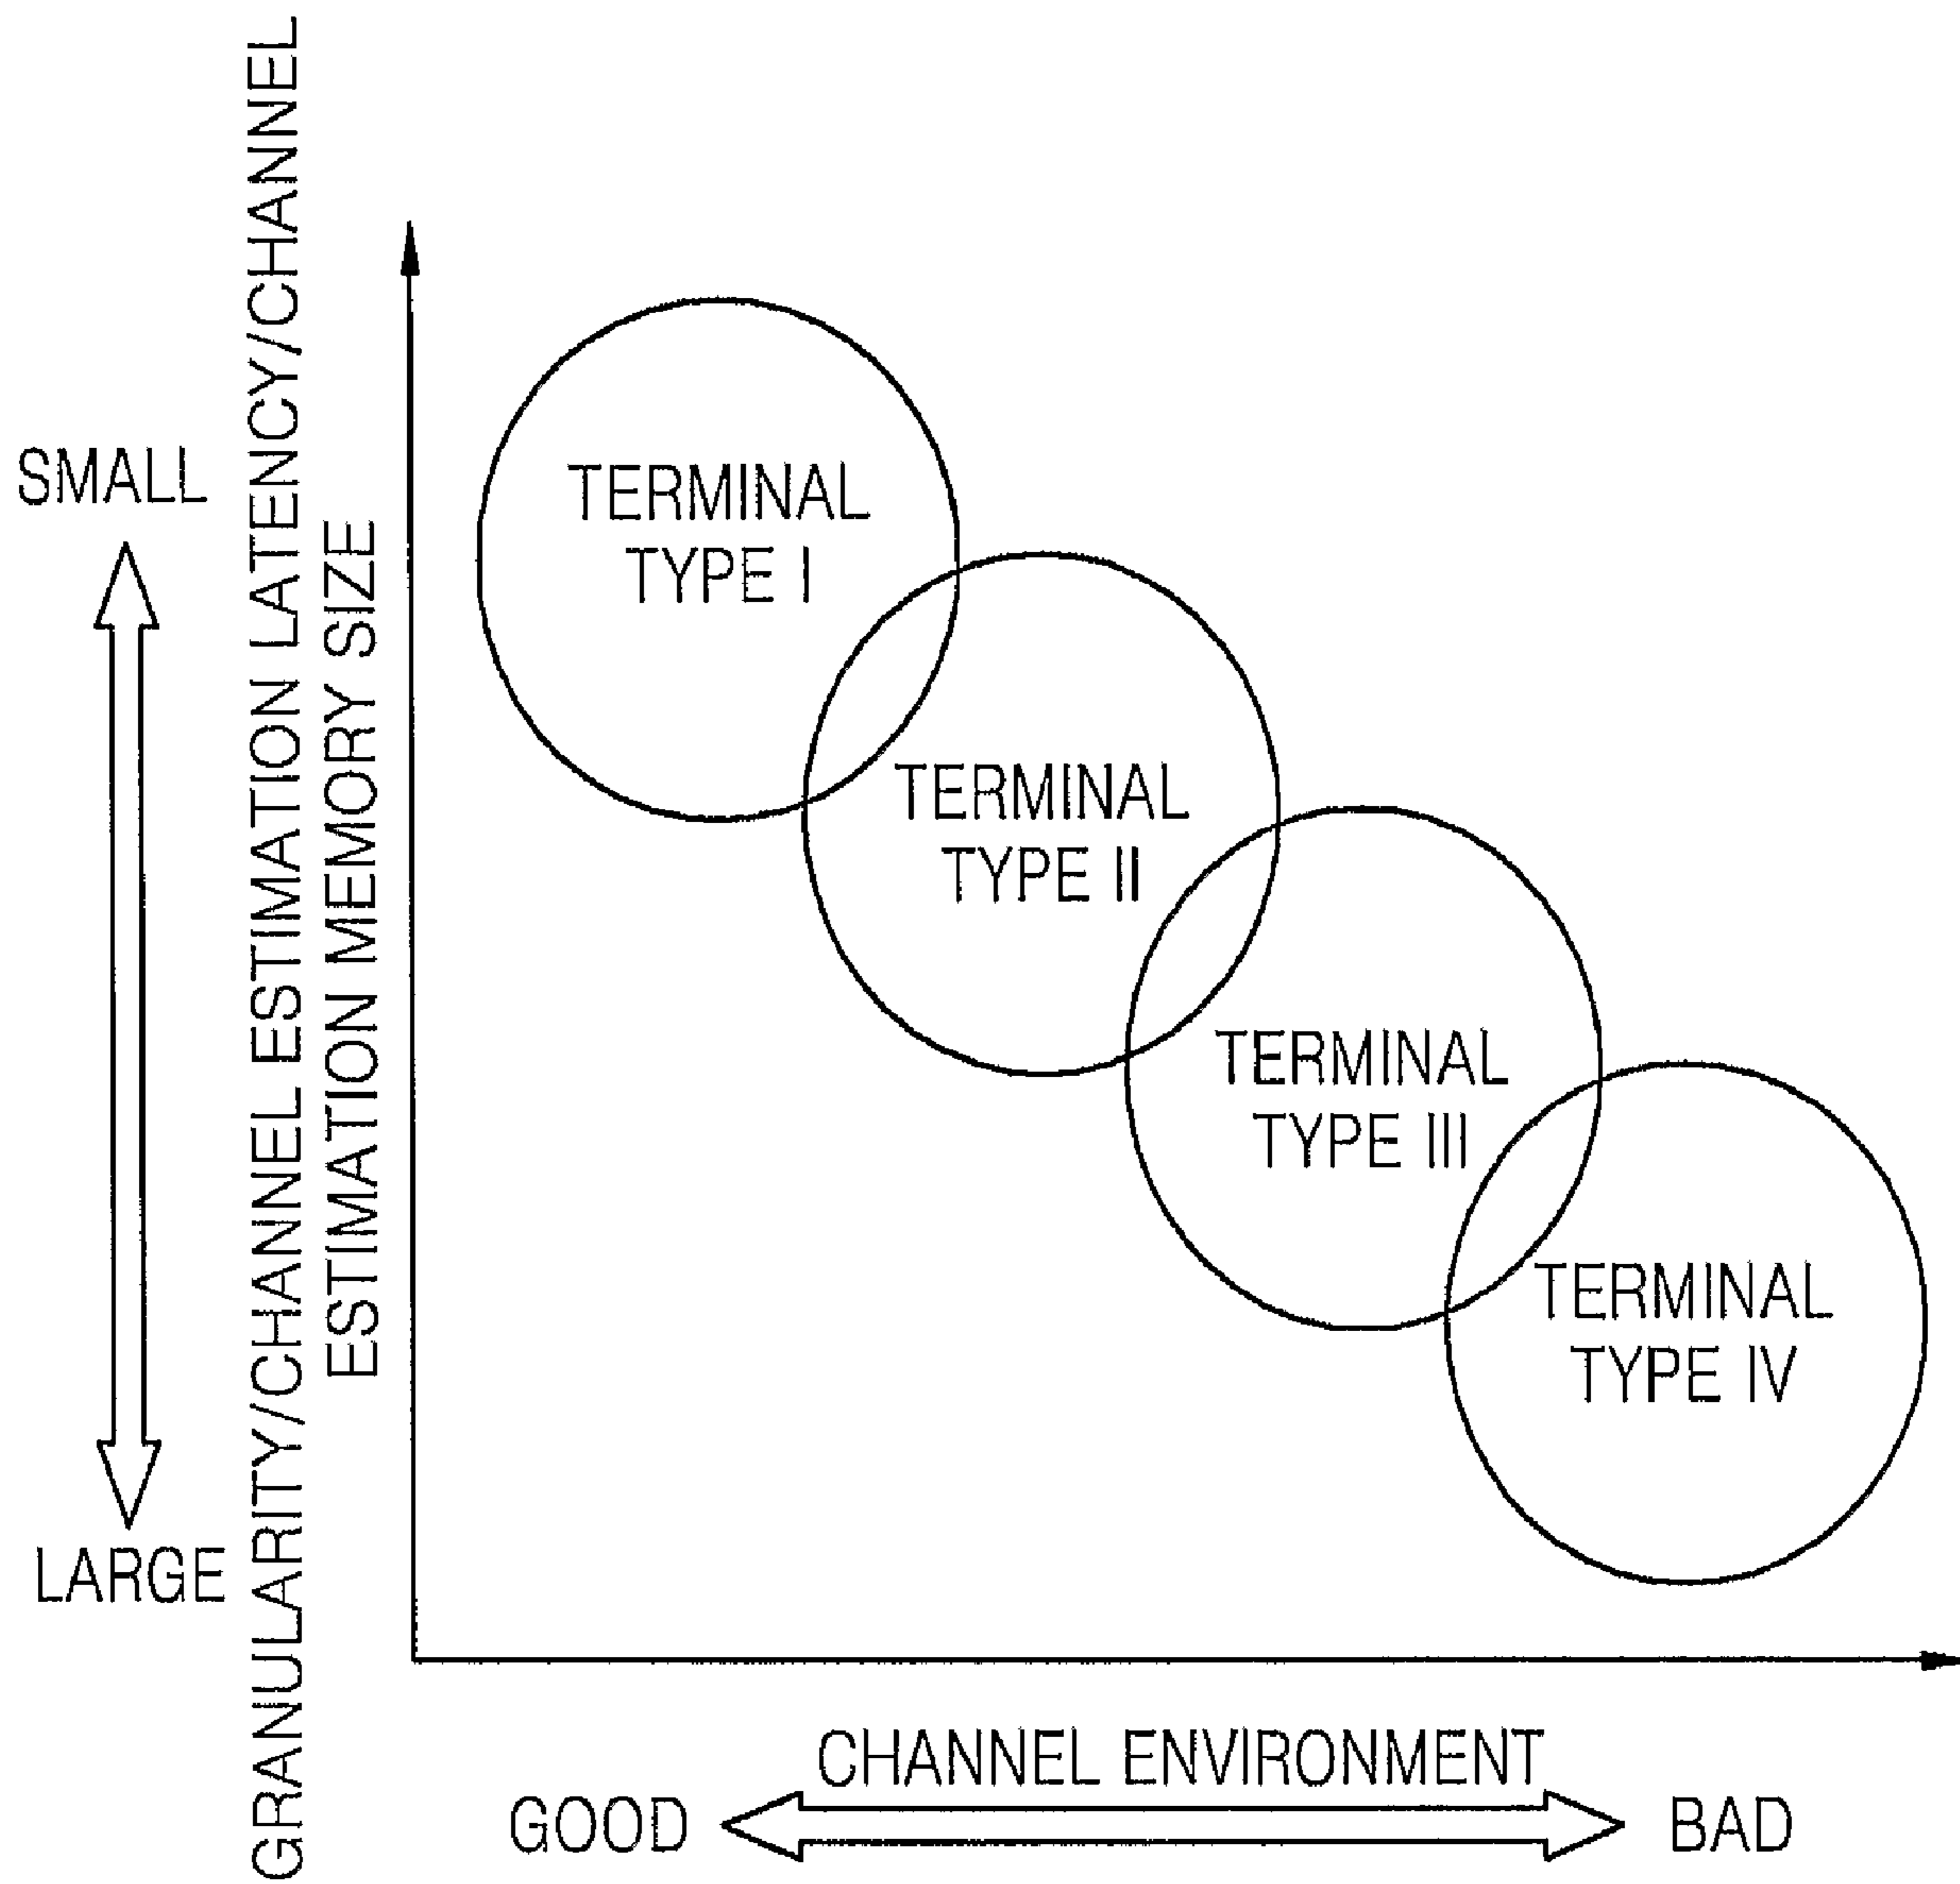 GRANULARITY/CHANNEL ESTIMATION LATENCY/CHANNEL
ESTIMATION MEMORY SIZE
SMALL
LARGE
TERMINAL
TYPE I
TERMINAL
TYPE II
TERMINAL
TYPE III
TERMINAL
TYPE IV
CHANNEL ENVIRONMENT
GOOD
BAD